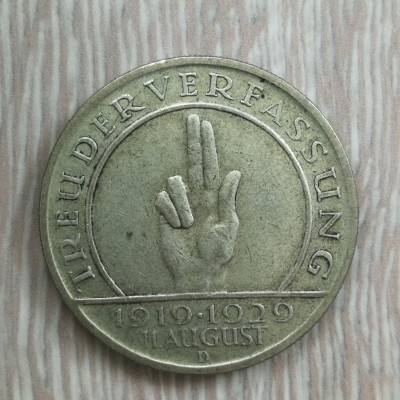 TREU DER VERFASSUNG
1919·1929
11.AUGUST
D